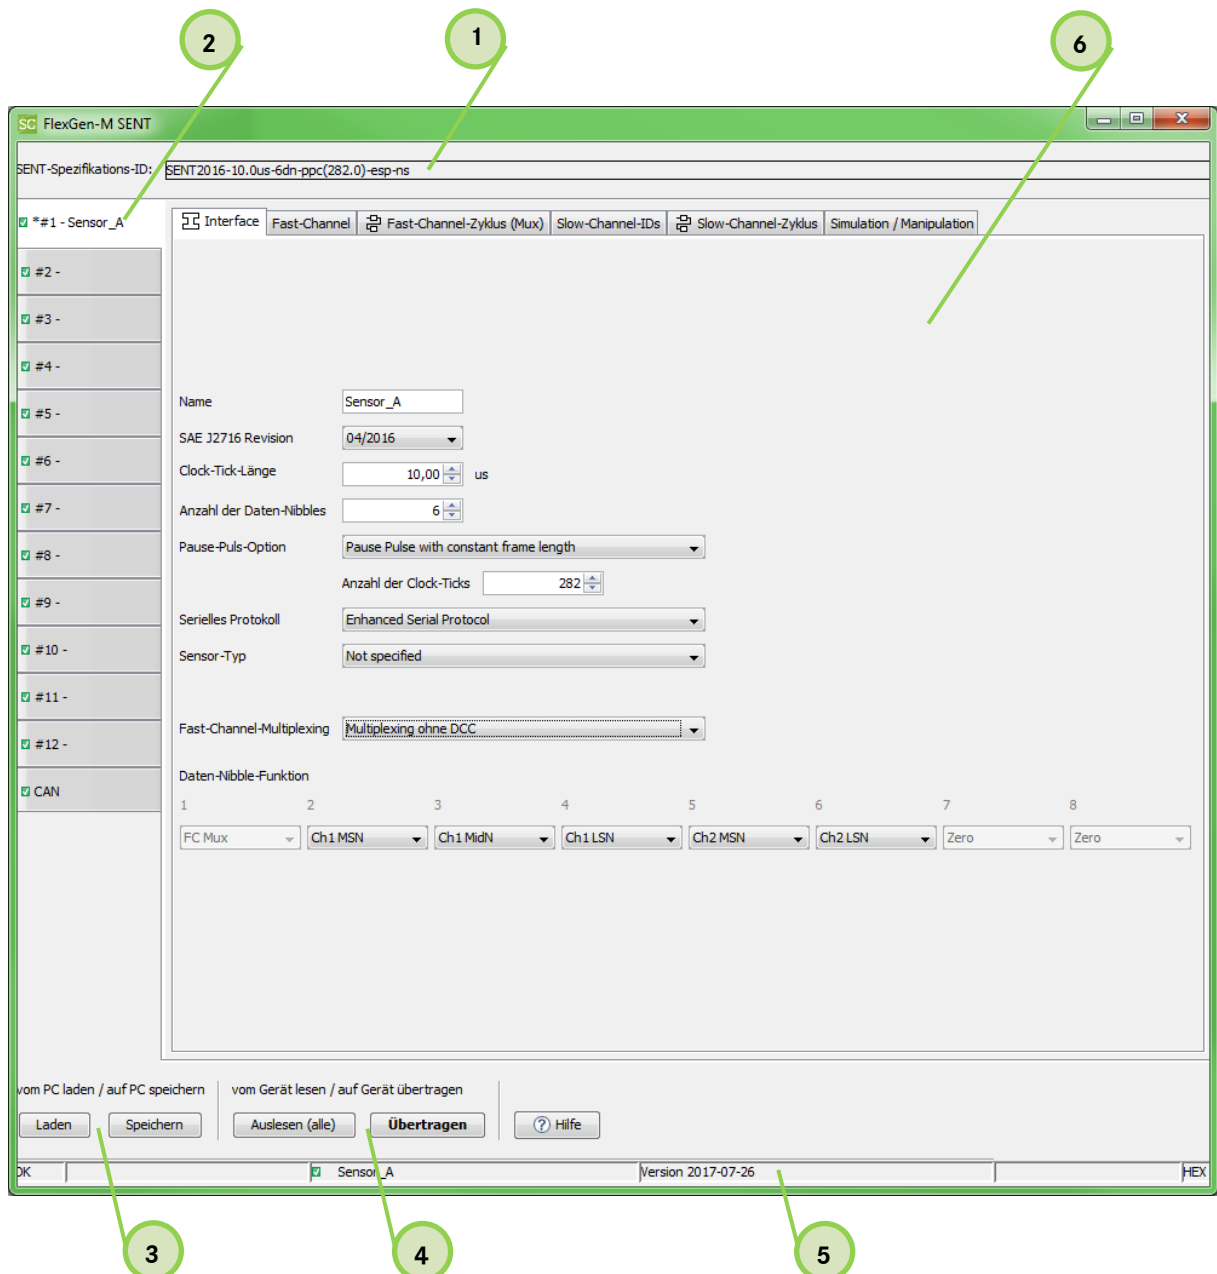 2
1
6
SC FlexGen-M SENT
SENT-Spezifikations-ID: SENT2016-10.0us-6dn-ppc(282.0)-esp-ns
*#1 - Sensor_A
Interface Fast-Channel Fast-Channel-Zyklus (Mux) Slow-Channel-IDs Slow-Channel-Zyklus Simulation / Manipulation
#2 -
#3 -
#4 -
#5 -
#6 -
#7 -
#8 -
#9 -
#10 -
#11 -
#12 -
CAN
Name Sensor_A
SAE J2716 Revision 04/2016
Clock-Tick-Länge 10,00 us
Anzahl der Daten-Nibbles 6
Pause-Puls-Option Pause Pulse with constant frame length
Anzahl der Clock-Ticks 282
Serielles Protokoll Enhanced Serial Protocol
Sensor-Typ Not specified
Fast-Channel-Multiplexing Multiplexing ohne DCC
Daten-Nibble-Funktion
1 2 3 4 5 6 7 8
FC Mux Ch1 MSN Ch1 MidN Ch1 LSN Ch2 MSN Ch2 LSN Zero Zero
vom PC laden / auf PC speichern vom Gerät lesen / auf Gerät übertragen
Laden Speichern Auslesen (alle) Übertragen ? Hilfe
OK Sensor_A Version 2017-07-26 HEX
3
4
5